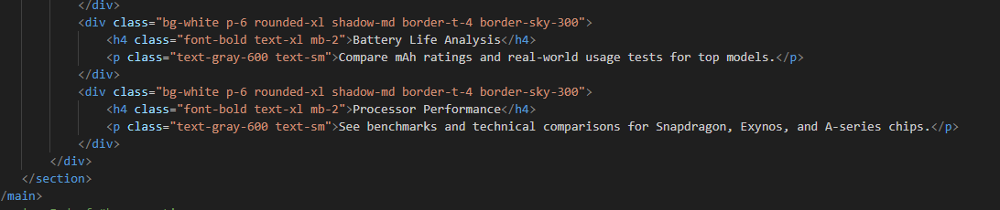 </div>
<div class="bg-white p-6 rounded-xl shadow-md border-t-4 border-sky-300">
<h4 class="font-bold text-xl mb-2">Battery Life Analysis</h4>
<p class="text-gray-600 text-sm">Compare mAh ratings and real-world usage tests for top models.</p>
</div>
<div class="bg-white p-6 rounded-xl shadow-md border-t-4 border-sky-300">
<h4 class="font-bold text-xl mb-2">Processor Performance</h4>
<p class="text-gray-600 text-sm">See benchmarks and technical comparisons for Snapdragon, Exynos, and A-series chips.</p>
</div>
</div>
</section>
/main>